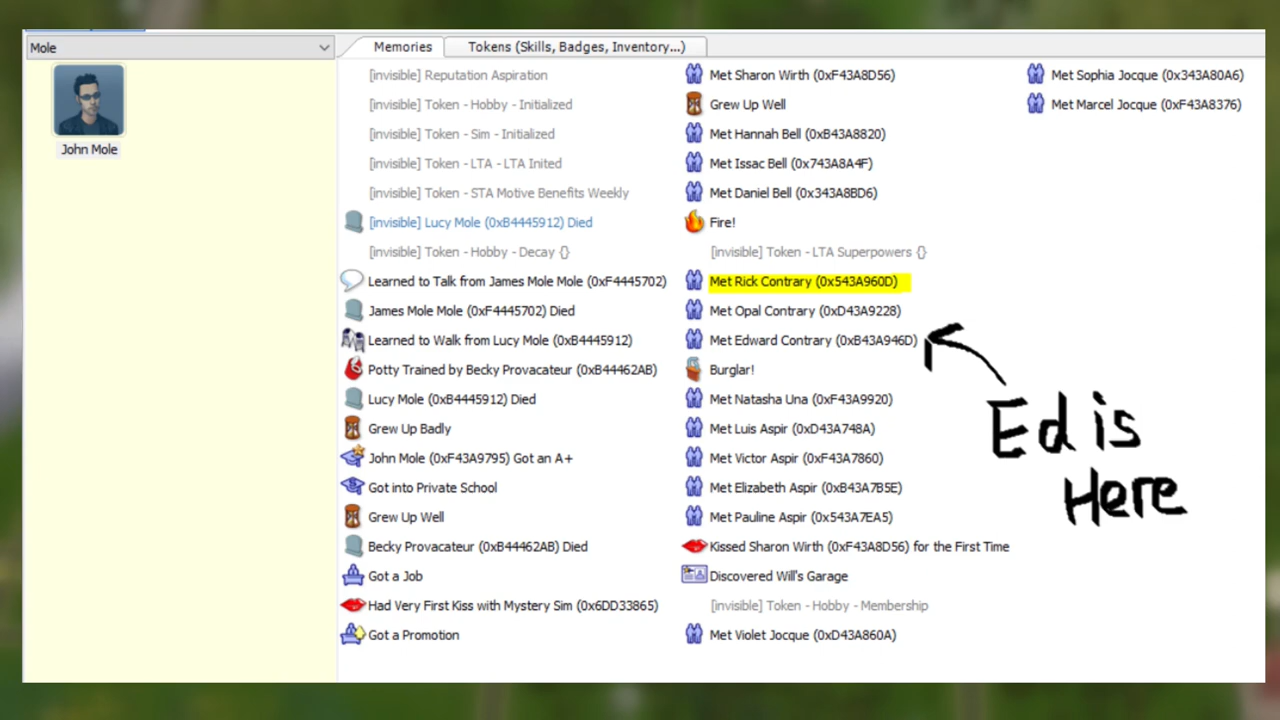 Mole
John Mole
Memories
Tokens (Skills, Badges, Inventory...)
[invisible] Reputation Aspiration
[invisible] Token - Hobby - Initialized
[invisible] Token - Sim - Initialized
[invisible] Token - LTA - LTA Inited
[invisible] Token - STA Motive Benefits Weekly
[invisible] Lucy Mole (0xB4445912) Died
[invisible] Token - Hobby - Decay {}
Learned to Talk from James Mole Mole (0xF4445702)
James Mole Mole (0xF4445702) Died
Learned to Walk from Lucy Mole (0xB4445912)
Potty Trained by Becky Provacateur (0xB44462AB)
Lucy Mole (0xB4445912) Died
Grew Up Badly
John Mole (0xF43A9795) Got an A+
Got into Private School
Grew Up Well
Becky Provacateur (0xB44462AB) Died
Got a Job
Had Very First Kiss with Mystery Sim (0x6DD33865)
Got a Promotion
Met Sharon Wirth (0xF43A8D56)
Grew Up Well
Met Hannah Bell (0xB43A8820)
Met Issac Bell (0x743A8A4F)
Met Daniel Bell (0x343A8BD6)
Fire!
[invisible] Token - LTA Superpowers {}
Met Rick Contrary (0x543A960D)
Met Opal Contrary (0xD43A9228)
Met Edward Contrary (0xB43A946D)
Burglar!
Met Natasha Una (0xF43A9920)
Met Luis Aspir (0xD43A748A)
Met Victor Aspir (0xF43A7860)
Met Elizabeth Aspir (0xB43A7B5E)
Met Pauline Aspir (0x543A7EA5)
Kissed Sharon Wirth (0xF43A8D56) for the First Time
Discovered Will's Garage
[invisible] Token - Hobby - Membership
Met Violet Jocque (0xD43A860A)
Met Sophia Jocque (0x343A80A6)
Met Marcel Jocque (0xF43A8376)
Ed is
Here